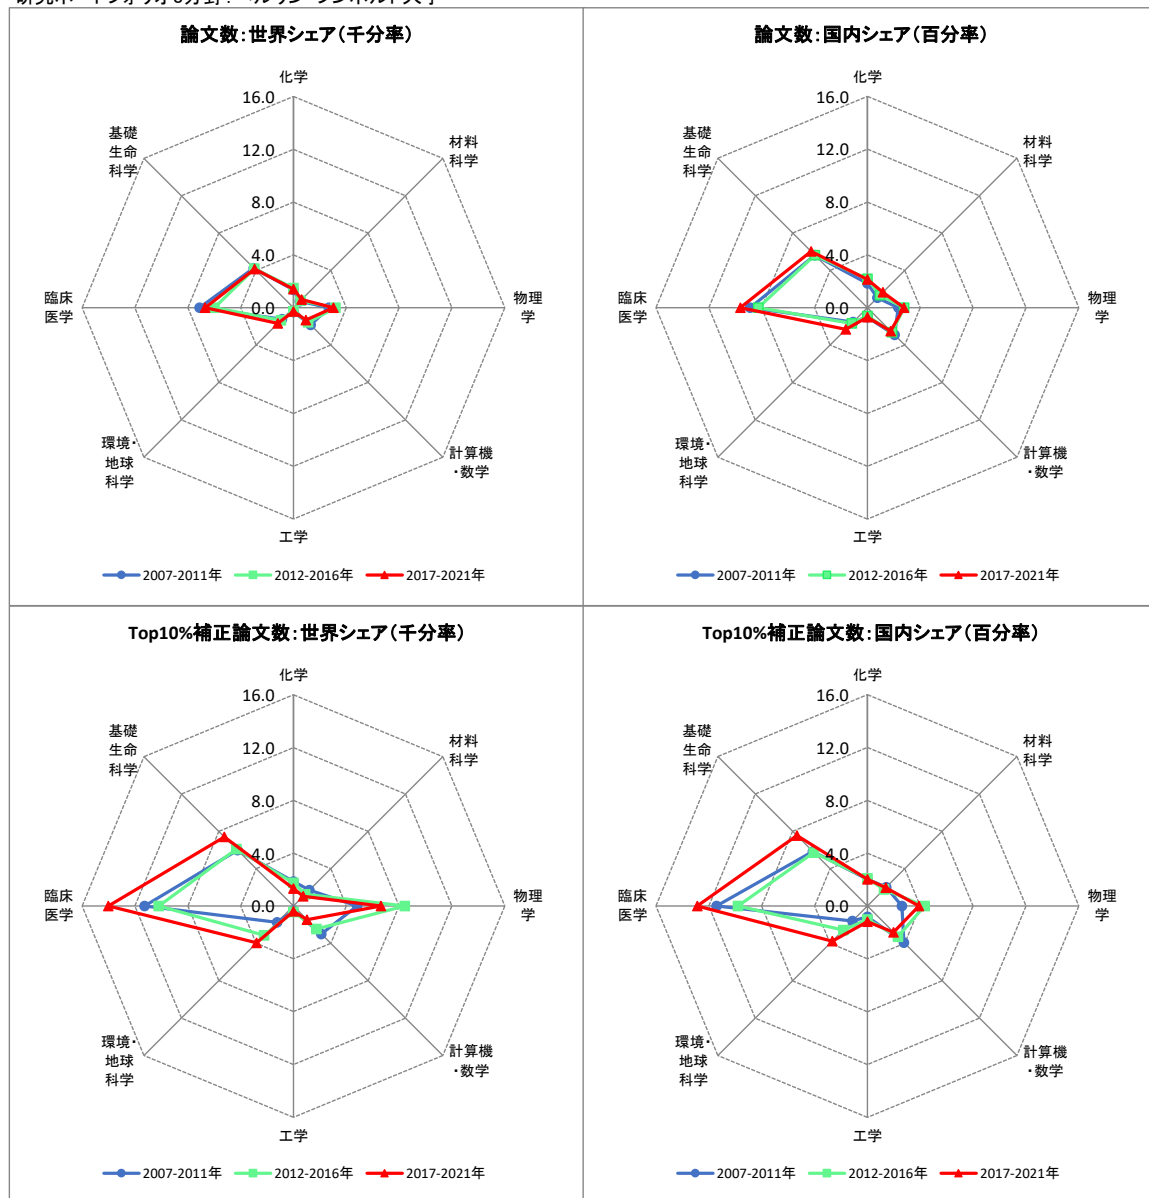 論文数:世界シェア(千分率)
化学
16.0
12.0
8.0
4.0
0.0
材料
科学
物理
学
計算機
・数学
工学
環境・
地球
科学
臨床
医学
基礎
生命
科学
2007-2011年
2012-2016年
2017-2021年
論文数:国内シェア(百分率)
化学
16.0
12.0
8.0
4.0
0.0
材料
科学
物理
学
計算機
・数学
工学
環境・
地球
科学
臨床
医学
基礎
生命
科学
2007-2011年
2012-2016年
2017-2021年
Top10%補正論文数:世界シェア(千分率)
化学
16.0
12.0
8.0
4.0
0.0
材料
科学
物理
学
計算機
・数学
工学
環境・
地球
科学
臨床
医学
基礎
生命
科学
2007-2011年
2012-2016年
2017-2021年
Top10%補正論文数:国内シェア(百分率)
化学
16.0
12.0
8.0
4.0
0.0
材料
科学
物理
学
計算機
・数学
工学
環境・
地球
科学
臨床
医学
基礎
生命
科学
2007-2011年
2012-2016年
2017-2021年